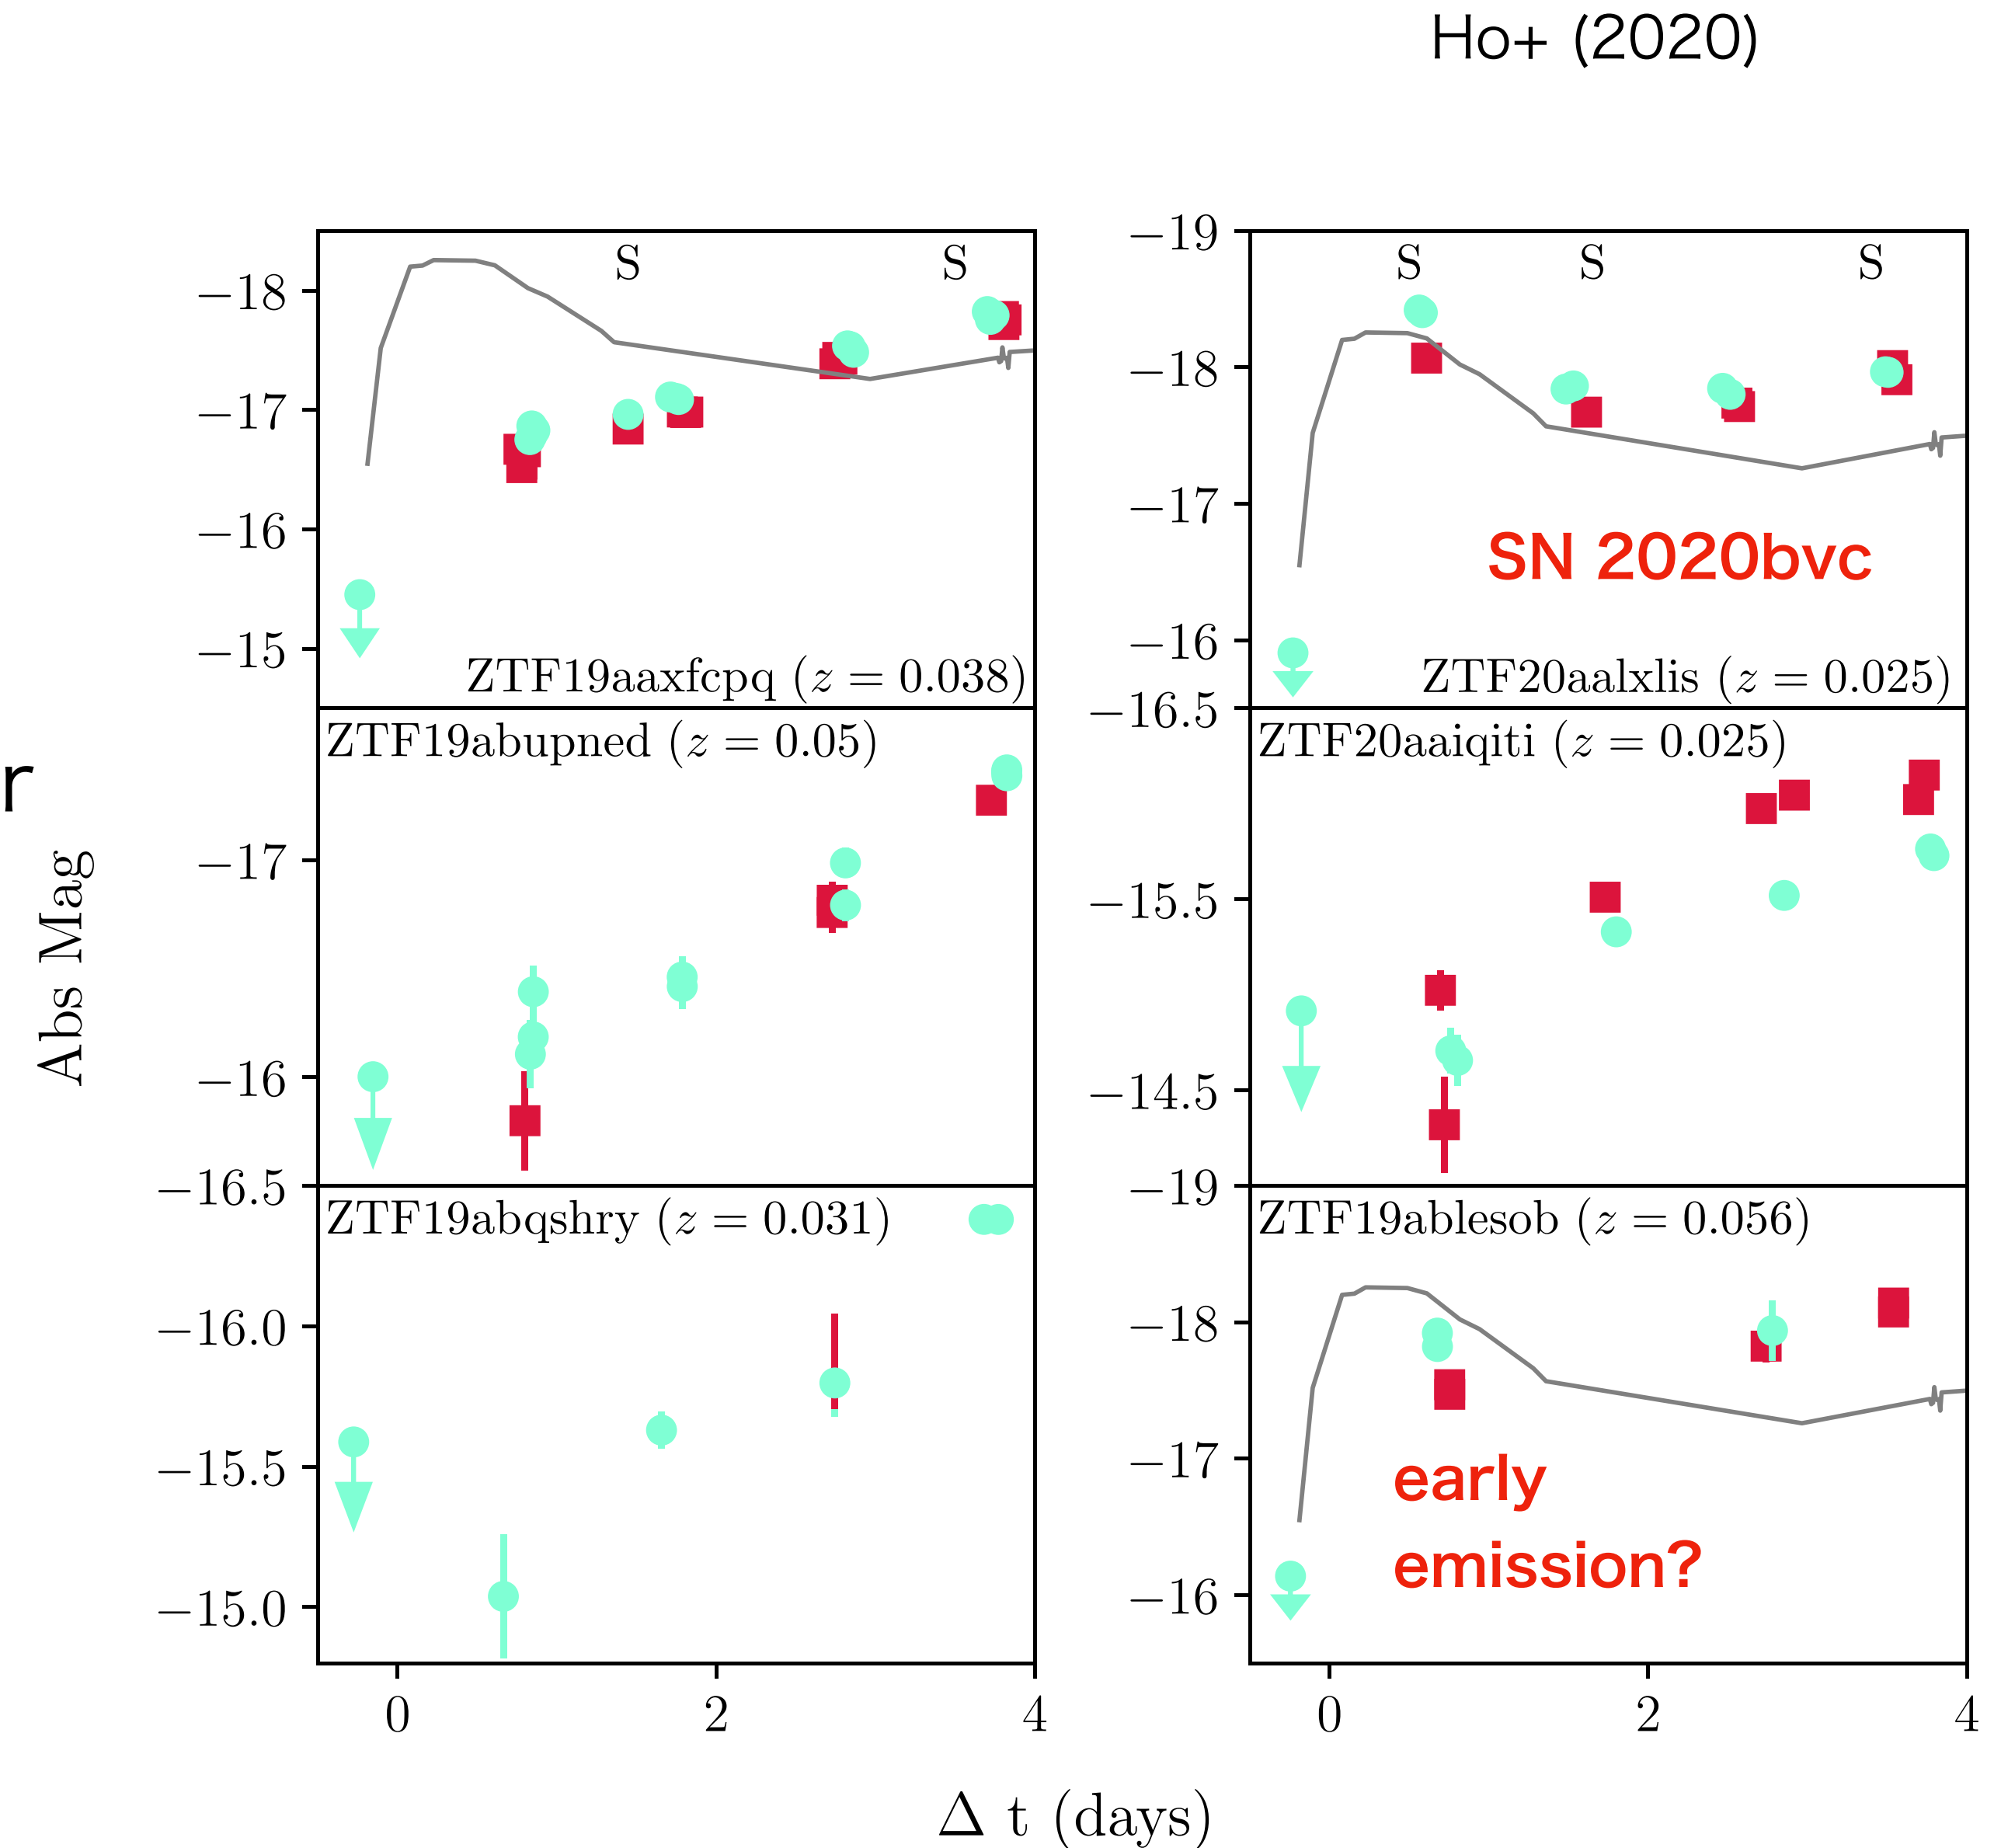 Ho+ (2020)
−18
−17
−16
−15
S S
ZTF19aaxfcpq (z = 0.038)
−19
−18
−17
−16
S S S
SN 2020bvc
ZTF20aalxlis (z = 0.025)
r
Abs Mag
−17
−16
ZTF19abupned (z = 0.05)
−16.5
−15.5
−14.5
ZTF20aaiqiti (z = 0.025)
−16.5
−16.0
−15.5
−15.0
ZTF19abqshry (z = 0.031)
−19
−18
−17
−16
ZTF19ablesob (z = 0.056)
early
emission?
0 2 4
0 2 4
Δ t (days)